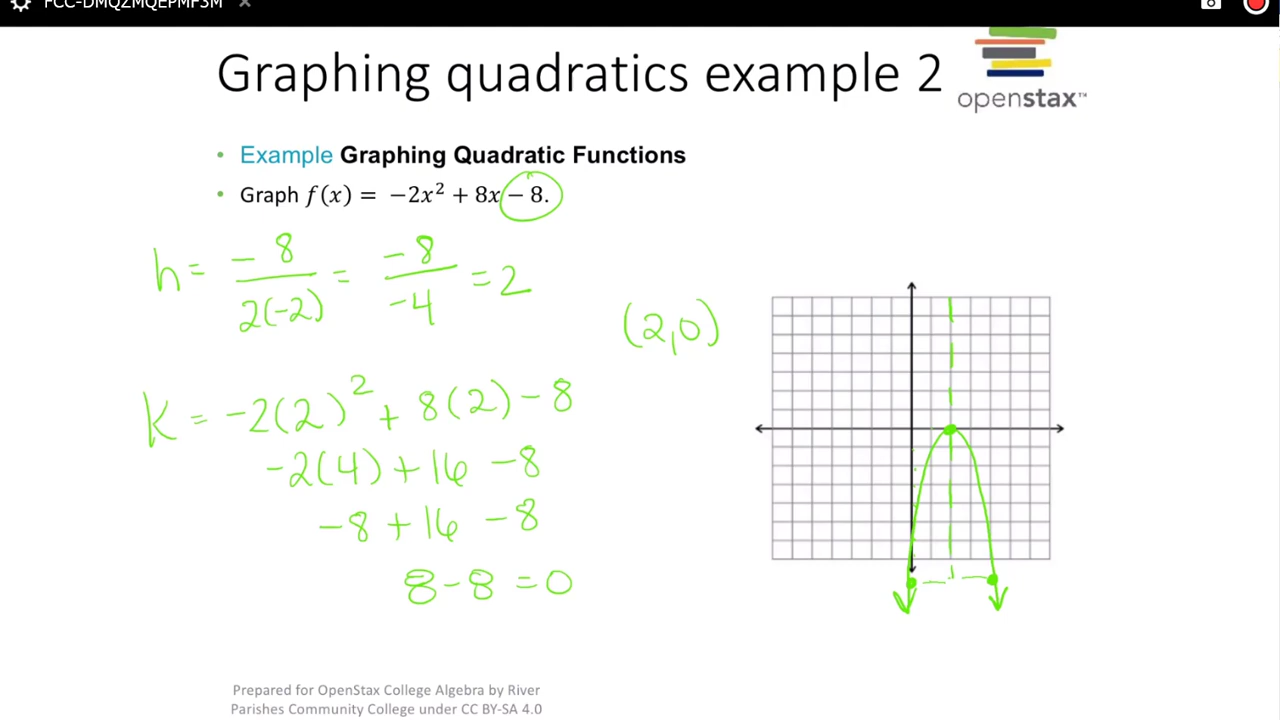 FCC-DMQZMQEPMFSM ×
Graphing quadratics example 2
openstax™
• Example Graphing Quadratic Functions
• Graph f(x) = −2x² + 8x − 8.
h = -8/2(-2) = -8/-4 = 2
(2,0)
K = -2(2)² + 8(2) - 8
-2(4) + 16 - 8
-8 + 16 - 8
8 - 8 = 0
Prepared for OpenStax College Algebra by River
Parishes Community College under CC BY-SA 4.0